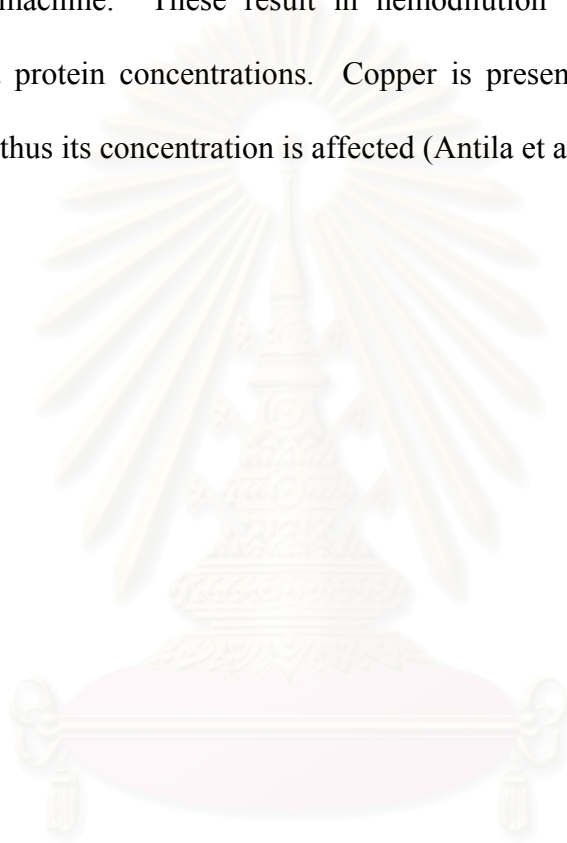 machine. These result in hemodilution
protein concentrations. Copper is presen
thus its concentration is affected (Antila et a